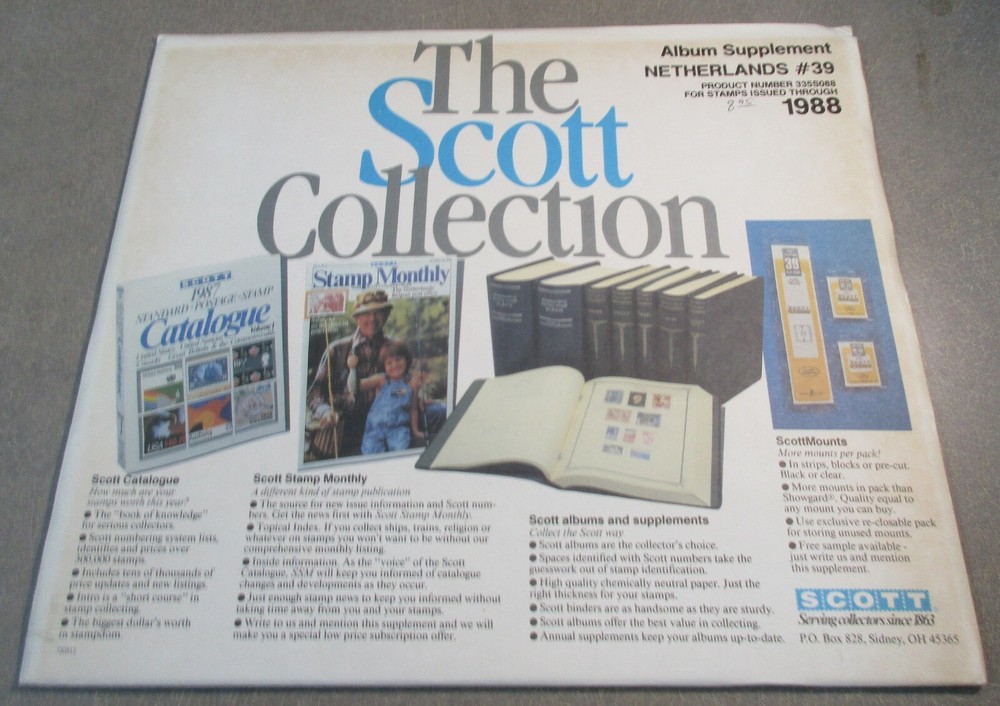 The
Scott
Collection
Album Supplement
NETHERLANDS #39
PRODUCT NUMBER 335S088
FOR STAMPS ISSUED THROUGH
1988
SCOTT
1987
STANDARD·POSTAGE·STAMP
Catalogue
Volume 1
Stamp Monthly
39
Scott Catalogue
How much are your
stamps worth this year?
● The "book of knowledge"
for serious collectors.
● Scott numbering system lists,
identifies and prices over
300,000 stamps.
● Includes tens of thousands of
price updates and new listings.
● Intro is a "short course" in
stamp collecting.
● The biggest dollar's worth
in stampdom
Scott Stamp Monthly
A different kind of stamp publication
● The source for new issue information and Scott num-
bers. Get the news first with Scott Stamp Monthly.
● Topical Index. If you collect ships, trains, religion or
whatever on stamps you won't want to be without our
comprehensive monthly listing.
● Inside information. As the "voice" of the Scott
Catalogue, SSM will keep you informed of catalogue
changes and developments as they occur.
● Just enough stamp news to keep you informed without
taking time away from you and your stamps.
● Write to us and mention this supplement and we will
make you a special low price subscription offer.
Scott albums and supplements
Collect the Scott way
● Scott albums are the collector's choice.
● Spaces identified with Scott numbers take the
guesswork out of stamp identification.
● High quality chemically neutral paper. Just the
right thickness for your stamps.
● Scott binders are as handsome as they are sturdy.
● Scott albums offer the best value in collecting.
● Annual supplements keep your albums up-to-date.
ScottMounts
More mounts per pack!
● In strips, blocks or pre-cut.
Black or clear.
● More mounts in pack than
Showgard®. Quality equal to
any mount you can buy.
● Use exclusive re-closable pack
for storing unused mounts.
● Free sample available -
just write us and mention
this supplement.
SCOTT
Serving collectors since 1863
P.O. Box 828, Sidney, OH 45365